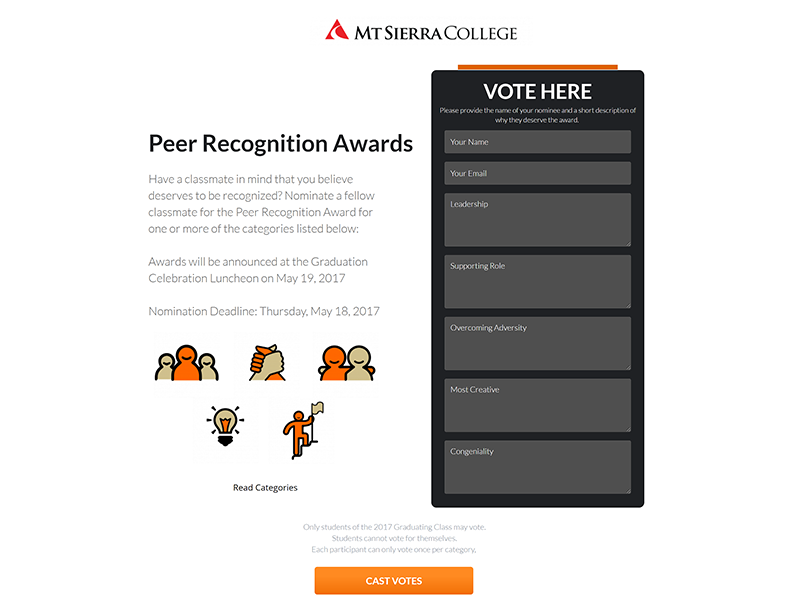 MT SIERRA COLLEGE
Peer Recognition Awards
Have a classmate in mind that you believe
deserves to be recognized? Nominate a fellow
classmate for the Peer Recognition Award for
one or more of the categories listed below:
Awards will be announced at the Graduation
Celebration Luncheon on May 19, 2017
Nomination Deadline: Thursday, May 18, 2017
Read Categories
VOTE HERE
Please provide the name of your nominee and a short description of
why they deserve the award.
Your Name
Your Email
Leadership
Supporting Role
Overcoming Adversity
Most Creative
Congeniality
Only students of the 2017 Graduating Class may vote.
Students cannot vote for themselves.
Each participant can only vote once per category.
CAST VOTES